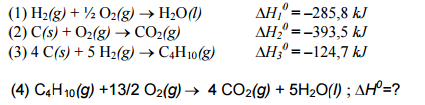 (1) H₂(g) + ½ O₂(g) → H₂O(l) ΔH₁⁰ = –285,8 kJ
(2) C(s) + O₂(g) → CO₂(g) ΔH₂⁰ = –393,5 kJ
(3) 4 C(s) + 5 H₂(g) → C₄H₁₀(g) ΔH₃⁰ = –124,7 kJ
(4) C₄H₁₀(g) +13/2 O₂(g) → 4 CO₂(g) + 5H₂O(l) ; ΔH⁰=?